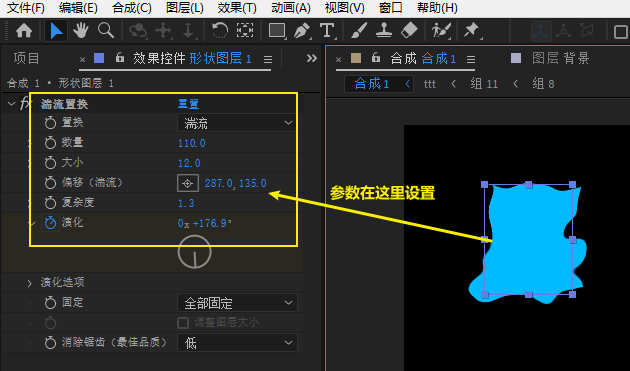 文件(F) 编辑(E) 合成(C) 图层(L) 效果(T) 动画(A) 视图(V) 窗口 帮助(H)
项目 效果控件 形状图层 1 合成 合成 1 图层 背景
合成 1 • 形状图层 1 合成 1 ttt 组 11 组 8
fx 湍流置换 重置
置换 湍流
数量 110.0
大小 12.0
偏移（湍流） 287.0, 135.0
参数在这里设置
复杂度 1.3
演化 0x +176.9°
演化选项
固定 全部固定
调整图层大小
消除锯齿（最佳品质） 低